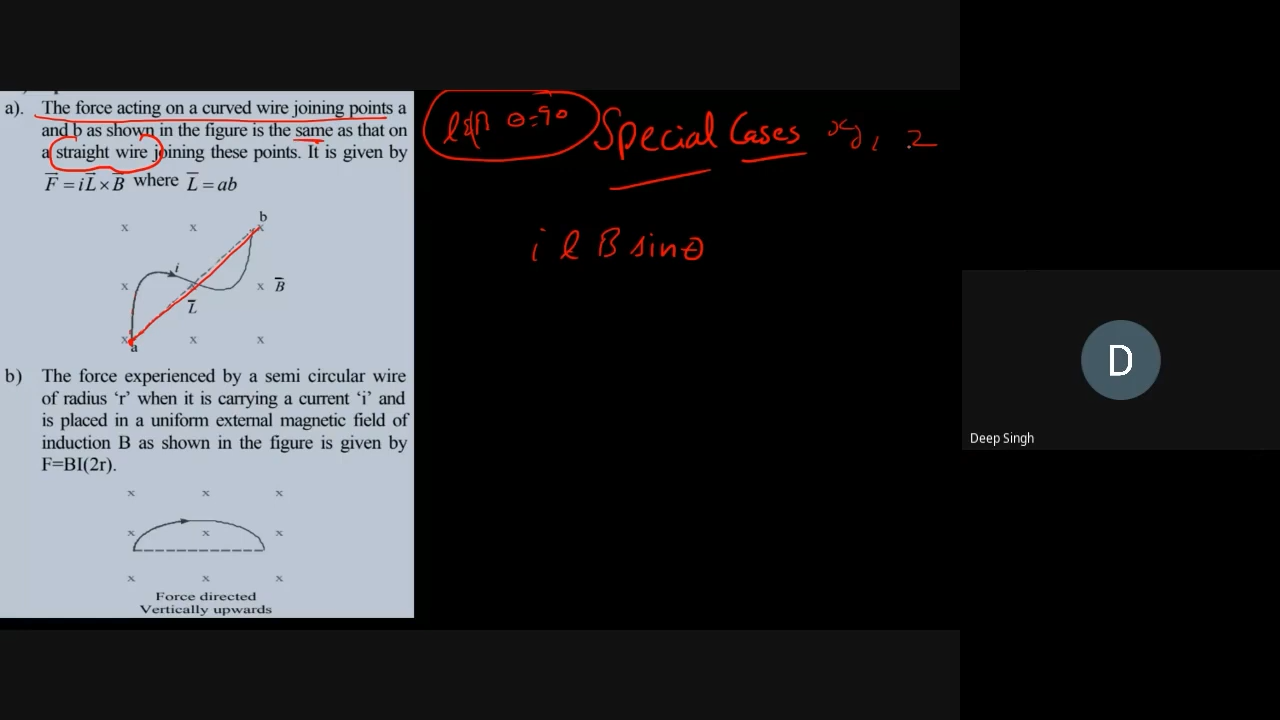 a). The force acting on a curved wire joining points a
and b as shown in the figure is the same as that on
a straight wire joining these points. It is given by
F⃗ = iL⃗ × B⃗ where L⃗ = ab
x x b
x
i
x x B̅
L̅
x x x
a
b) The force experienced by a semi circular wire
of radius ‘r’ when it is carrying a current ‘i’ and
is placed in a uniform external magnetic field of
induction B as shown in the figure is given by
F=BI(2r).
x x x
x x x
x x x
Force directed
Vertically upwards
θ=90
Special Cases
i l B sinθ
D
Deep Singh